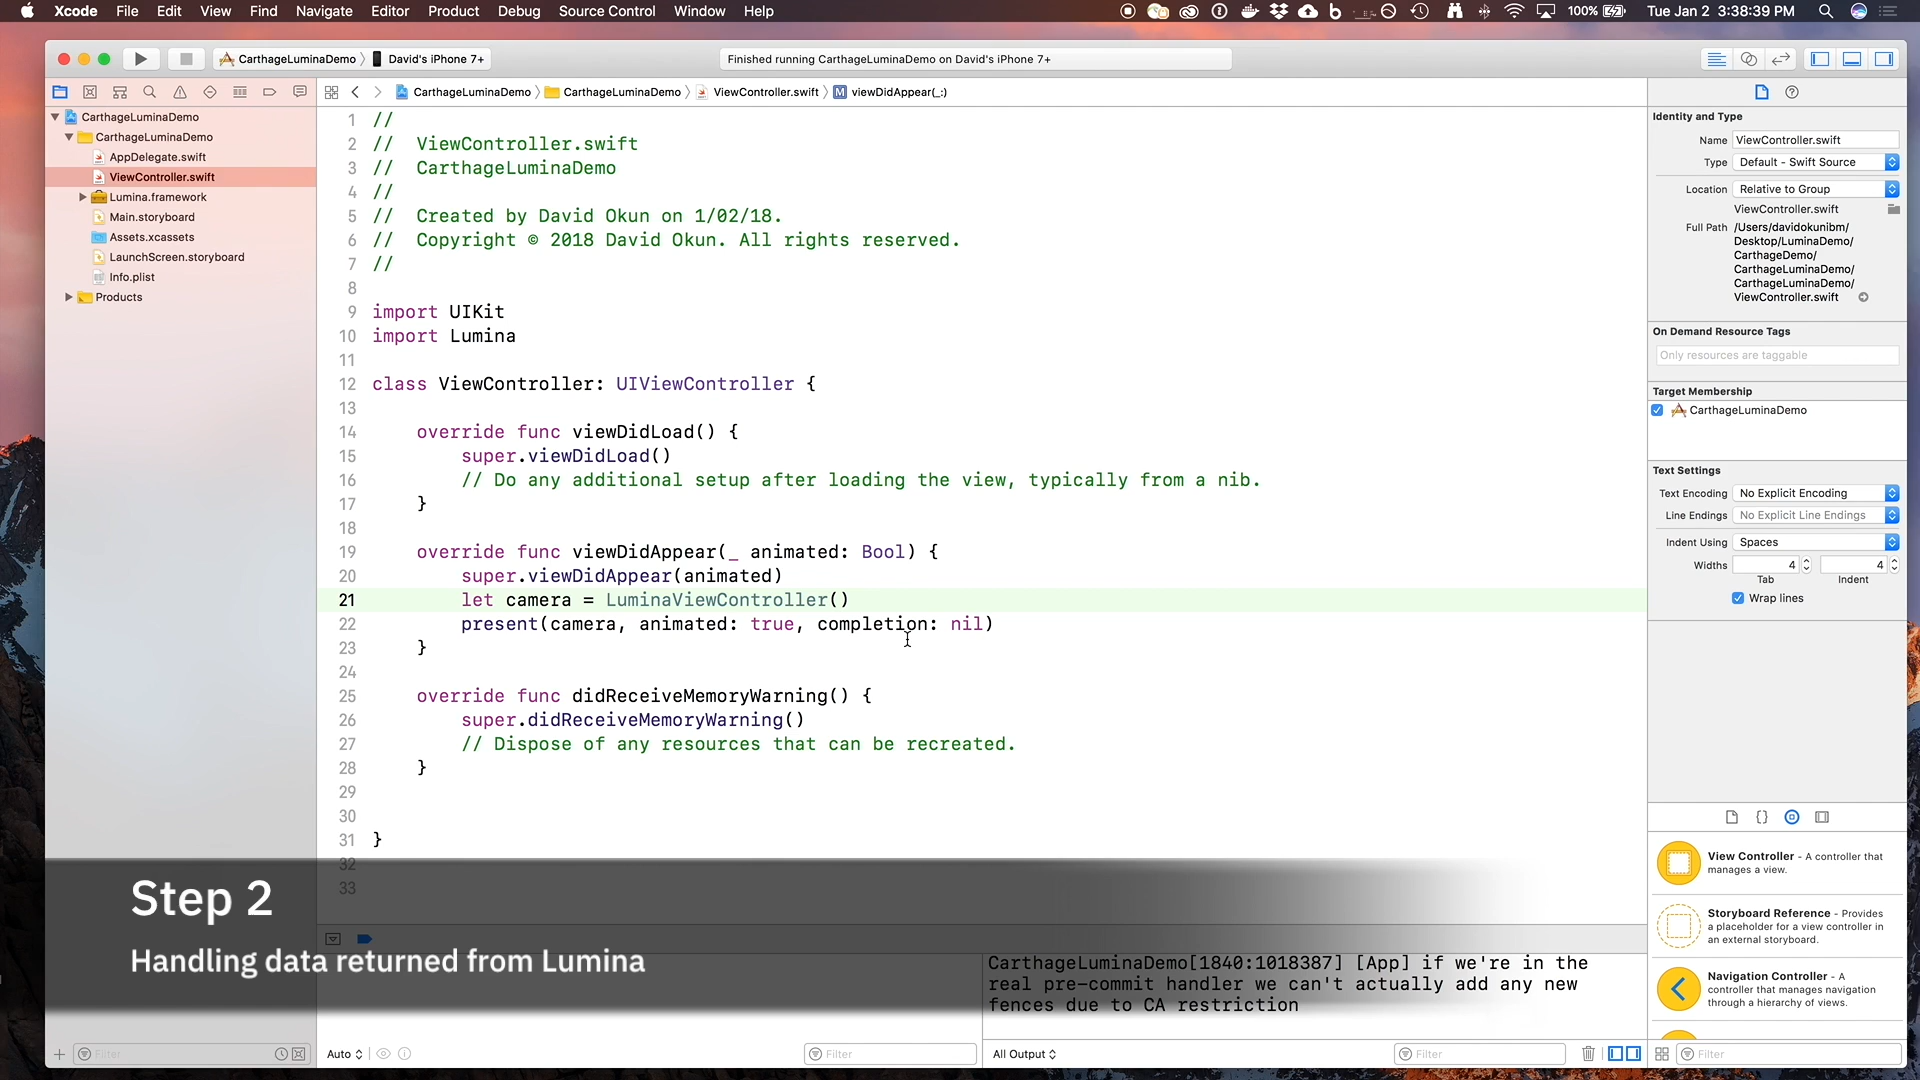 Xcode File Edit View Find Navigate Editor Product Debug Source Control Window Help
100% Tue Jan 2 3:38:39 PM
CarthageLuminaDemo David's iPhone 7+
Finished running CarthageLuminaDemo on David's iPhone 7+
CarthageLuminaDemo CarthageLuminaDemo ViewController.swift M viewDidAppear(_:)
CarthageLuminaDemo
CarthageLuminaDemo
AppDelegate.swift
ViewController.swift
Lumina.framework
Main.storyboard
Assets.xcassets
LaunchScreen.storyboard
Info.plist
Products
1 //
2 // ViewController.swift
3 // CarthageLuminaDemo
4 //
5 // Created by David Okun on 1/02/18.
6 // Copyright © 2018 David Okun. All rights reserved.
7 //
8
9 import UIKit
10 import Lumina
11
12 class ViewController: UIViewController {
13
14 override func viewDidLoad() {
15 super.viewDidLoad()
16 // Do any additional setup after loading the view, typically from a nib.
17 }
18
19 override func viewDidAppear(_ animated: Bool) {
20 super.viewDidAppear(animated)
21 let camera = LuminaViewController()
22 present(camera, animated: true, completion: nil)
23 }
24
25 override func didReceiveMemoryWarning() {
26 super.didReceiveMemoryWarning()
27 // Dispose of any resources that can be recreated.
28 }
29
30
31 }
32
33
Step 2
Handling data returned from Lumina
CarthageLuminaDemo[1840:1018387] [App] if we're in the
real pre-commit handler we can't actually add any new
fences due to CA restriction
Filter
Auto
Filter
All Output
Filter
Identity and Type
Name ViewController.swift
Type Default - Swift Source
Location Relative to Group
ViewController.swift
Full Path /Users/davidokunibm/
Desktop/LuminaDemo/
CarthageDemo/
CarthageLuminaDemo/
CarthageLuminaDemo/
ViewController.swift
On Demand Resource Tags
Only resources are taggable
Target Membership
CarthageLuminaDemo
Text Settings
Text Encoding No Explicit Encoding
Line Endings No Explicit Line Endings
Indent Using Spaces
Widths 4 4
Tab Indent
Wrap lines
{}
View Controller - A controller that
manages a view.
Storyboard Reference - Provides
a placeholder for a view controller in
an external storyboard.
Navigation Controller - A
controller that manages navigation
through a hierarchy of views.
Filter